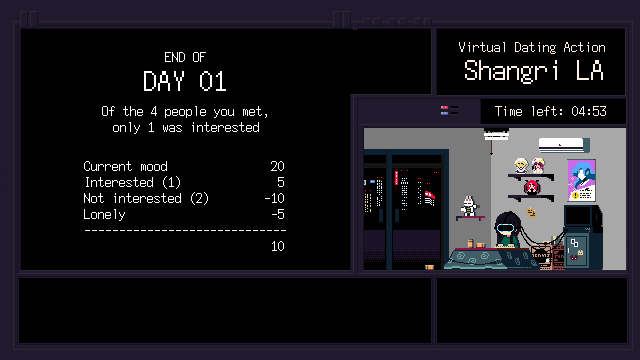 END OF
DAY 01
Of the 4 people you met,
only 1 was interested
Current mood 20
Interested (1) 5
Not interested (2) -10
Lonely -5
-----------------------------
10
Virtual Dating Action
Shangri LA
Time left: 04:53